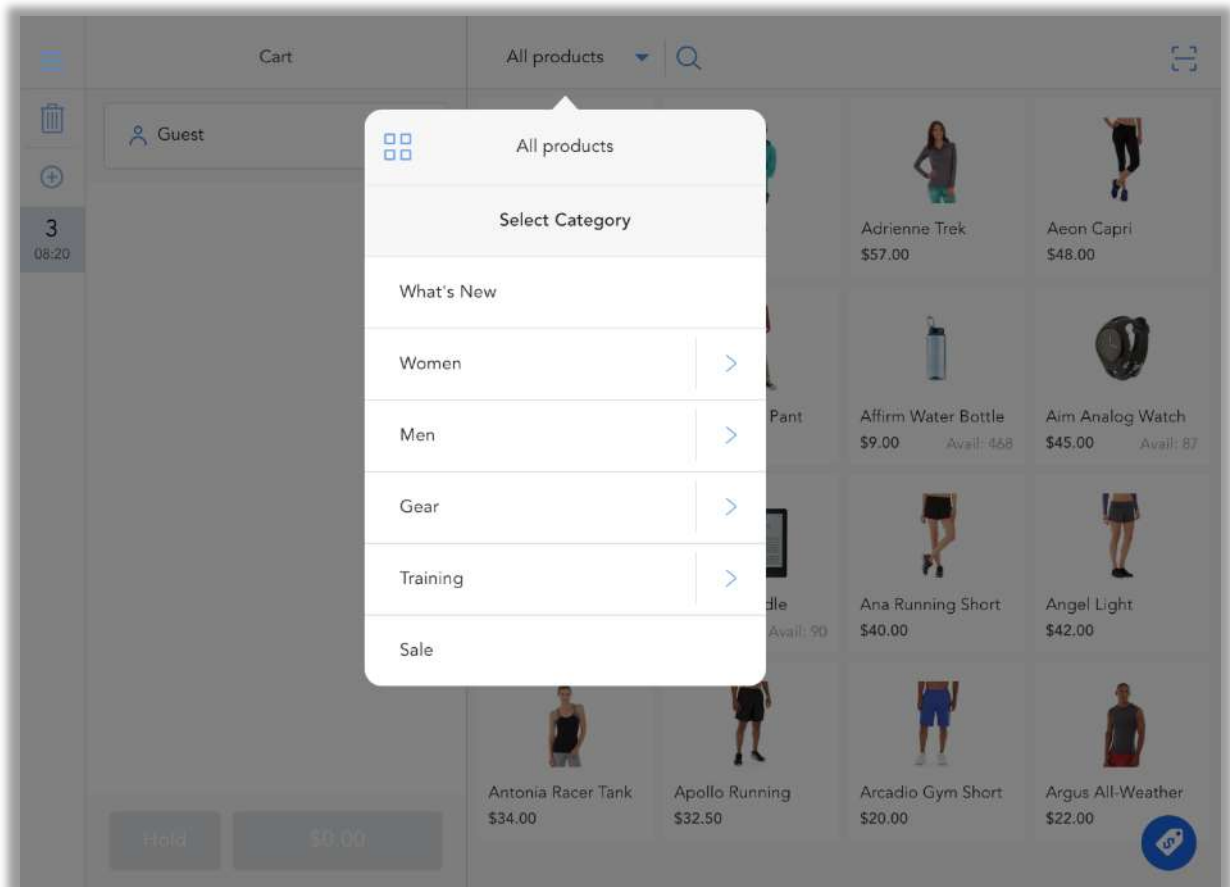 Cart
All products
Guest
3
08:20
All products
Select Category
What's New
Women
Men
Gear
Training
Sale
Adrienne Trek
$57.00
Aeon Capri
$48.00
Pant
Affirm Water Bottle
$9.00 Avail: 468
Aim Analog Watch
$45.00 Avail: 87
Avail: 90
Ana Running Short
$40.00
Angel Light
$42.00
Antonia Racer Tank
$34.00
Apollo Running
$32.50
Arcadio Gym Short
$20.00
Argus All-Weather
$22.00
Hold
$0.00